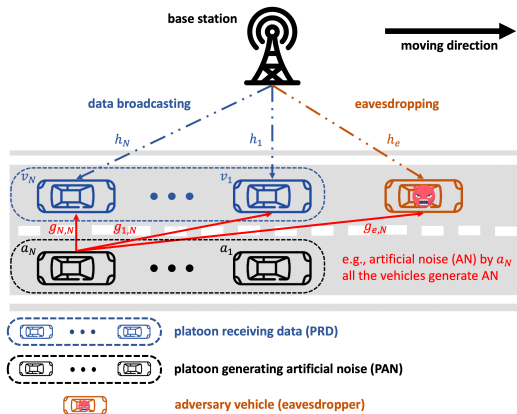 base station
moving direction
data broadcasting
eavesdropping
h_N
h_1
h_e
v_N
v_1
g_{N,N}
g_{1,N}
g_{e,N}
a_N
a_1
e.g., artificial noise (AN) by a_N
all the vehicles generate AN
platoon receiving data (PRD)
platoon generating artificial noise (PAN)
adversary vehicle (eavesdropper)